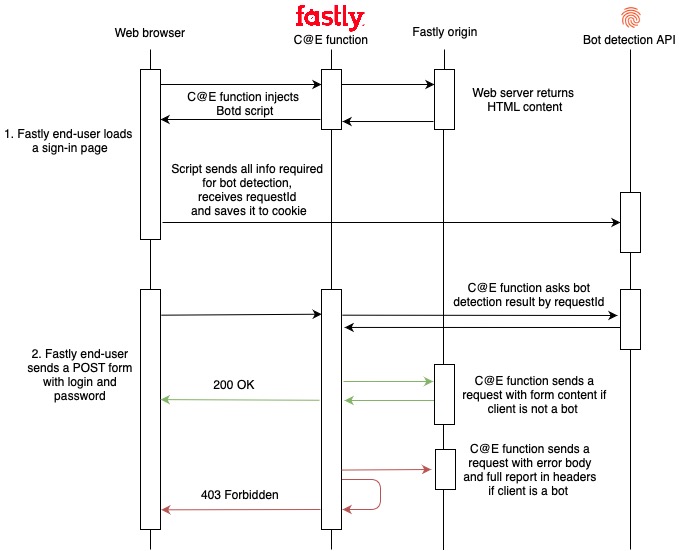 fastly
Web browser
C@E function
Fastly origin
Bot detection API
C@E function injects
Botd script
Web server returns
HTML content
1. Fastly end-user loads
a sign-in page
Script sends all info required
for bot detection,
receives requestId
and saves it to cookie
C@E function asks bot
detection result by requestId
2. Fastly end-user
sends a POST form
with login and
password
200 OK
C@E function sends a
request with form content if
client is not a bot
C@E function sends a
request with error body
and full report in headers
if client is a bot
403 Forbidden